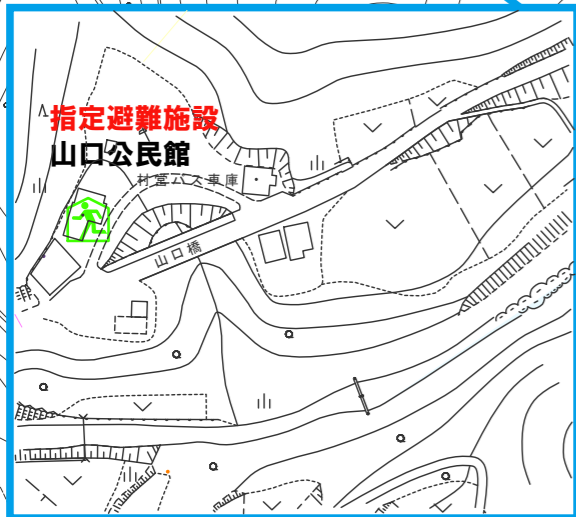 指定避難施設
山口公民館
村営バス車庫
山口橋